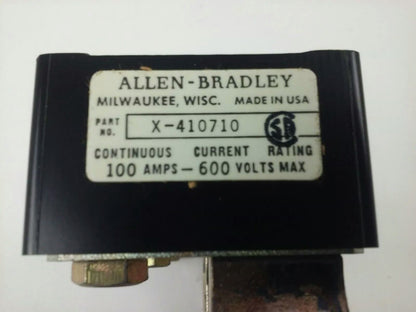 ALLEN-BRADLEY
MILWAUKEE, WISC. MADE IN USA
PART NO. X-410710
CONTINUOUS CURRENT RATING
100 AMPS - 600 VOLTS MAX